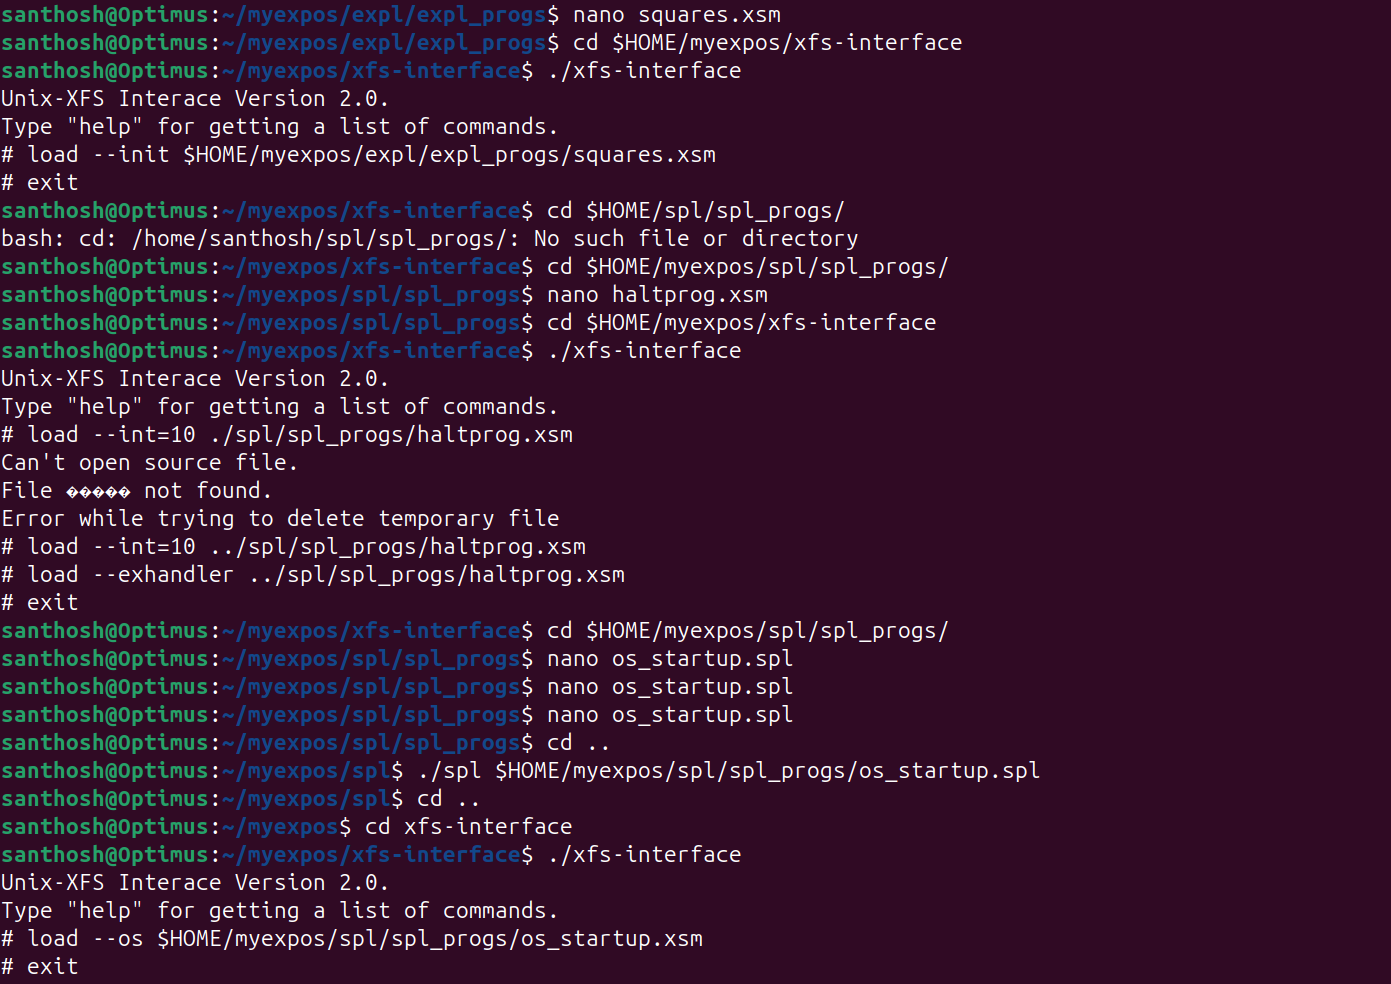 santhosh@Optimus:~/myexpos/expl/expl_progs$ nano squares.xsm
santhosh@Optimus:~/myexpos/expl/expl_progs$ cd $HOME/myexpos/xfs-interface
santhosh@Optimus:~/myexpos/xfs-interface$ ./xfs-interface
Unix-XFS Interace Version 2.0.
Type "help" for getting a list of commands.
# load --init $HOME/myexpos/expl/expl_progs/squares.xsm
# exit
santhosh@Optimus:~/myexpos/xfs-interface$ cd $HOME/spl/spl_progs/
bash: cd: /home/santhosh/spl/spl_progs/: No such file or directory
santhosh@Optimus:~/myexpos/xfs-interface$ cd $HOME/myexpos/spl/spl_progs/
santhosh@Optimus:~/myexpos/spl/spl_progs$ nano haltprog.xsm
santhosh@Optimus:~/myexpos/spl/spl_progs$ cd $HOME/myexpos/xfs-interface
santhosh@Optimus:~/myexpos/xfs-interface$ ./xfs-interface
Unix-XFS Interace Version 2.0.
Type "help" for getting a list of commands.
# load --int=10 ./spl/spl_progs/haltprog.xsm
Can't open source file.
File ����� not found.
Error while trying to delete temporary file
# load --int=10 ../spl/spl_progs/haltprog.xsm
# load --exhandler ../spl/spl_progs/haltprog.xsm
# exit
santhosh@Optimus:~/myexpos/xfs-interface$ cd $HOME/myexpos/spl/spl_progs/
santhosh@Optimus:~/myexpos/spl/spl_progs$ nano os_startup.spl
santhosh@Optimus:~/myexpos/spl/spl_progs$ nano os_startup.spl
santhosh@Optimus:~/myexpos/spl/spl_progs$ nano os_startup.spl
santhosh@Optimus:~/myexpos/spl/spl_progs$ cd ..
santhosh@Optimus:~/myexpos/spl$ ./spl $HOME/myexpos/spl/spl_progs/os_startup.spl
santhosh@Optimus:~/myexpos/spl$ cd ..
santhosh@Optimus:~/myexpos$ cd xfs-interface
santhosh@Optimus:~/myexpos/xfs-interface$ ./xfs-interface
Unix-XFS Interace Version 2.0.
Type "help" for getting a list of commands.
# load --os $HOME/myexpos/spl/spl_progs/os_startup.xsm
# exit